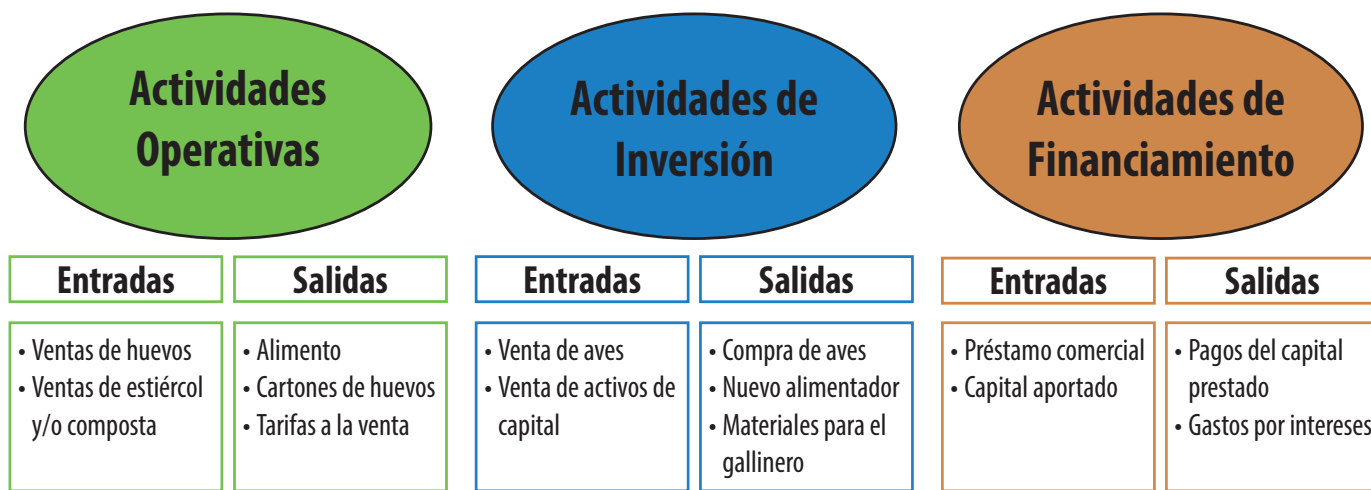 Actividades
Operativas
Actividades de
Inversión
Actividades de
Financiamiento
Entradas
Salidas
Entradas
Salidas
Entradas
Salidas
• Ventas de huevos
• Ventas de estiércol
y/o composta
• Alimento
• Cartones de huevos
• Tarifas a la venta
• Venta de aves
• Venta de activos de
capital
• Compra de aves
• Nuevo alimentador
• Materiales para el
gallinero
• Préstamo comercial
• Capital aportado
• Pagos del capital
prestado
• Gastos por intereses